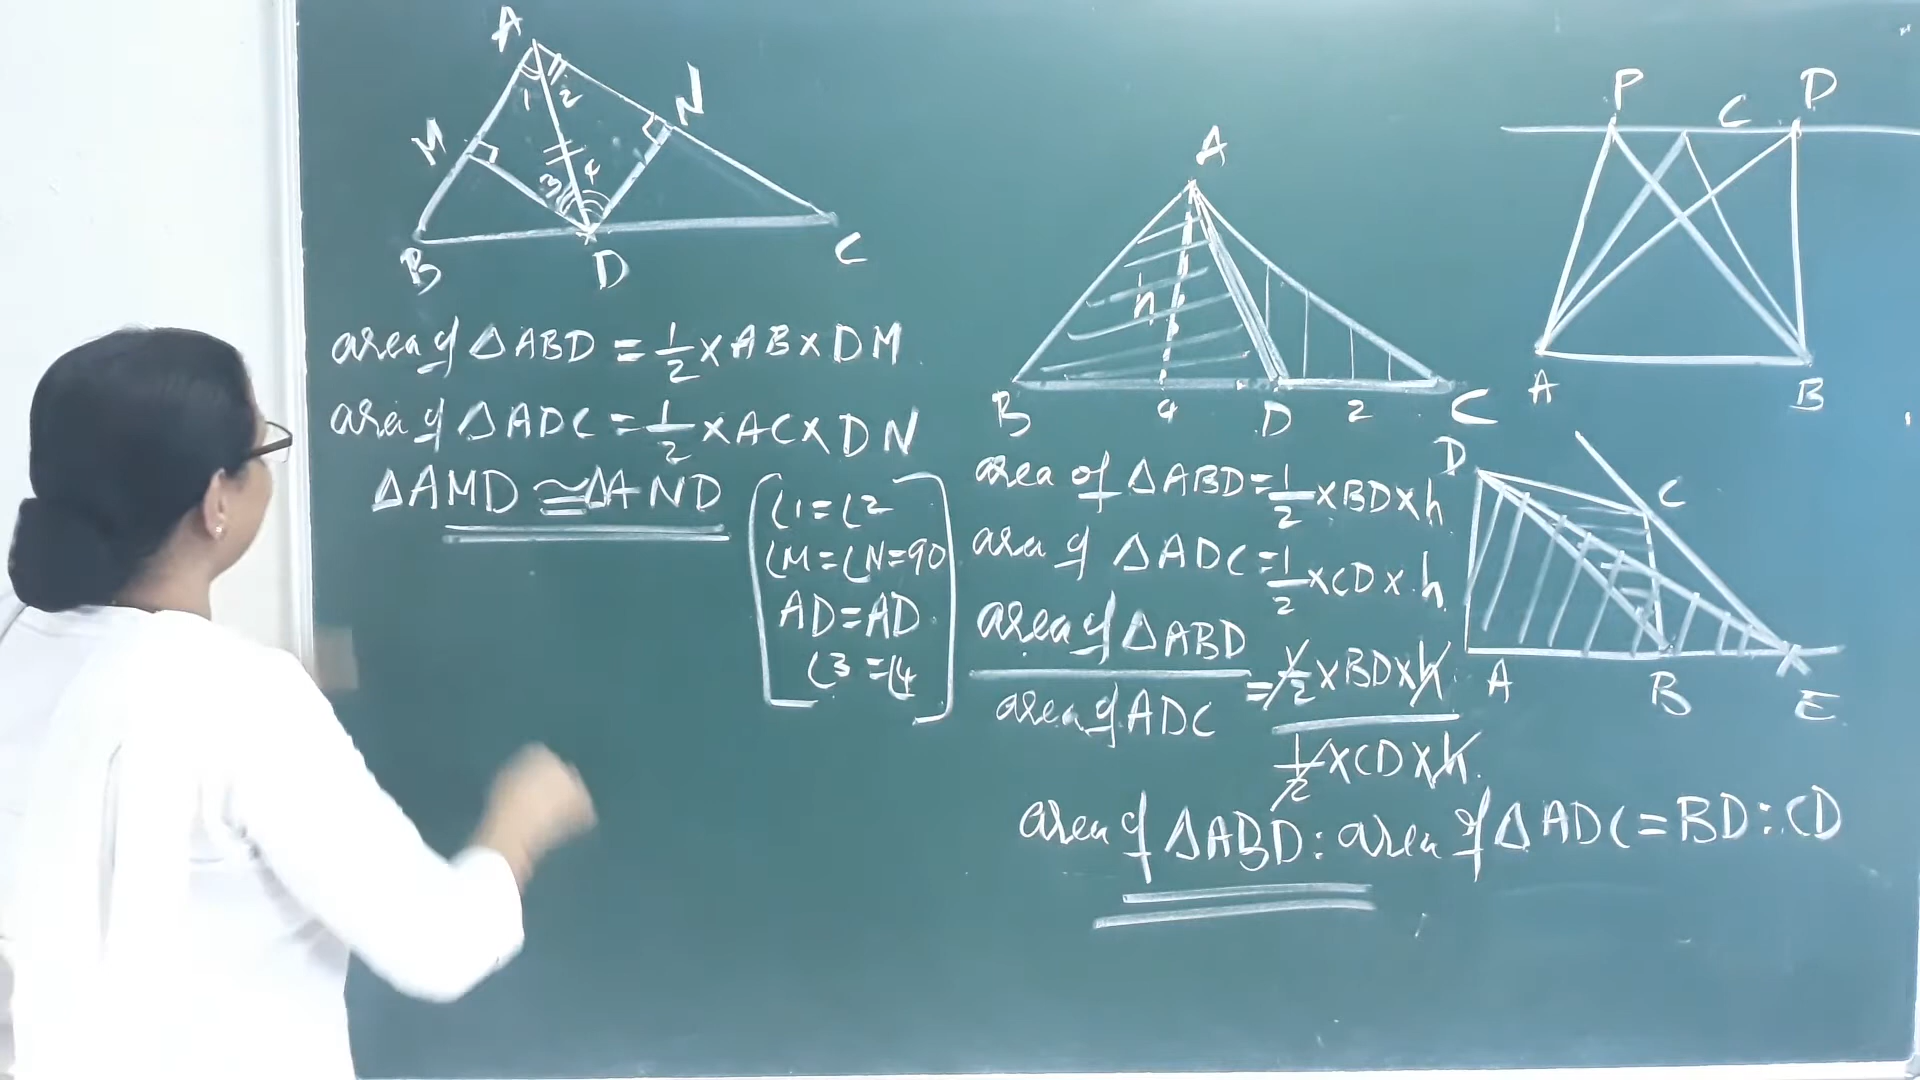 A
1 2
N
M
3 4
B D C
area of △ABD = 1/2 × AB × DM
area of △ADC = 1/2 × AC × DN
△AMD ≅ △AND
∠1 = ∠2
∠M = ∠N = 90
AD = AD
∠3 = ∠4
A
h
B 4 D 2 C
area of △ABD = 1/2 × BD × h
area of △ADC = 1/2 × CD × h
area of △ABD / area of ADC = 1/2 × BD × h / 1/2 × CD × h
area of △ABD : area of △ADC = BD : CD
P C D
A B
D
C
A B E